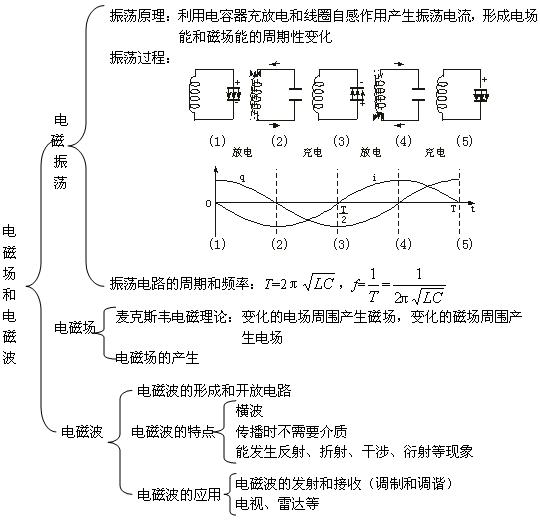 振荡原理：利用电容器充放电和线圈自感作用产生振荡电流，形成电场
能和磁场能的周期性变化
振荡过程：
+
-
-
+
+
-
(1) (2) (3) (4) (5)
放电 充电 放电 充电
q i
O T/2 T t
(1) (2) (3) (4) (5)
电磁振荡
振荡电路的周期和频率：T=2π√LC，f=1/T=1/2π√LC
电磁场和电磁波
麦克斯韦电磁理论：变化的电场周围产生磁场，变化的磁场周围产
生电场
电磁场
电磁场的产生
电磁波的形成和开放电路
横波
电磁波
电磁波的特点
传播时不需要介质
能发生反射、折射、干涉、衍射等现象
电磁波的发射和接收（调制和调谐）
电磁波的应用
电视、雷达等